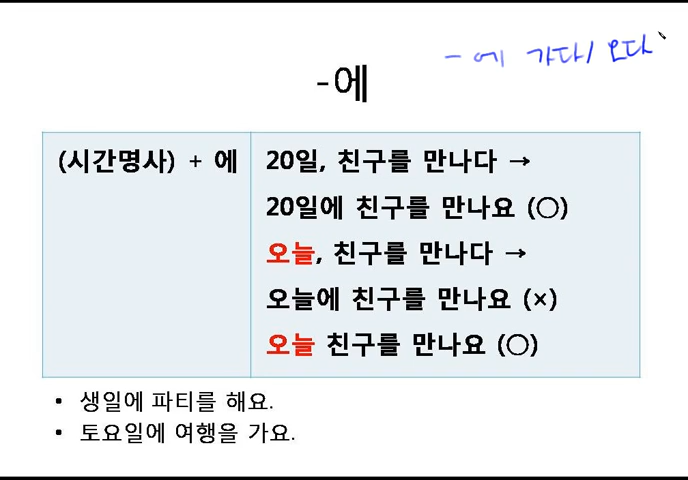 -에 가다/ 오다
-에
(시간명사) + 에
20일, 친구를 만나다 →
20일에 친구를 만나요 (○)
오늘, 친구를 만나다 →
오늘에 친구를 만나요 (×)
오늘 친구를 만나요 (○)
• 생일에 파티를 해요.
• 토요일에 여행을 가요.